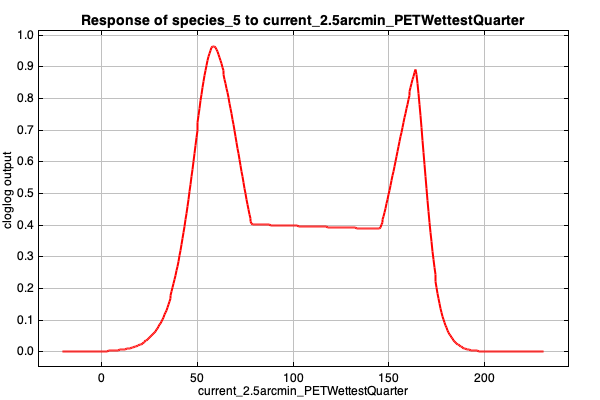 Response of species_5 to current_2.5arcmin_PETWettestQuarter
1.0
0.9
0.8
0.7
0.6
0.5
0.4
0.3
0.2
0.1
0.0
cloglog output
0 50 100 150 200
current_2.5arcmin_PETWettestQuarter